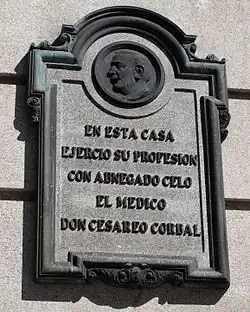 EN ESTA CASA
EJERCIO SU PROFESION
CON ABNEGADO CELO
EL MEDICO
DON CESAREO CORBAL